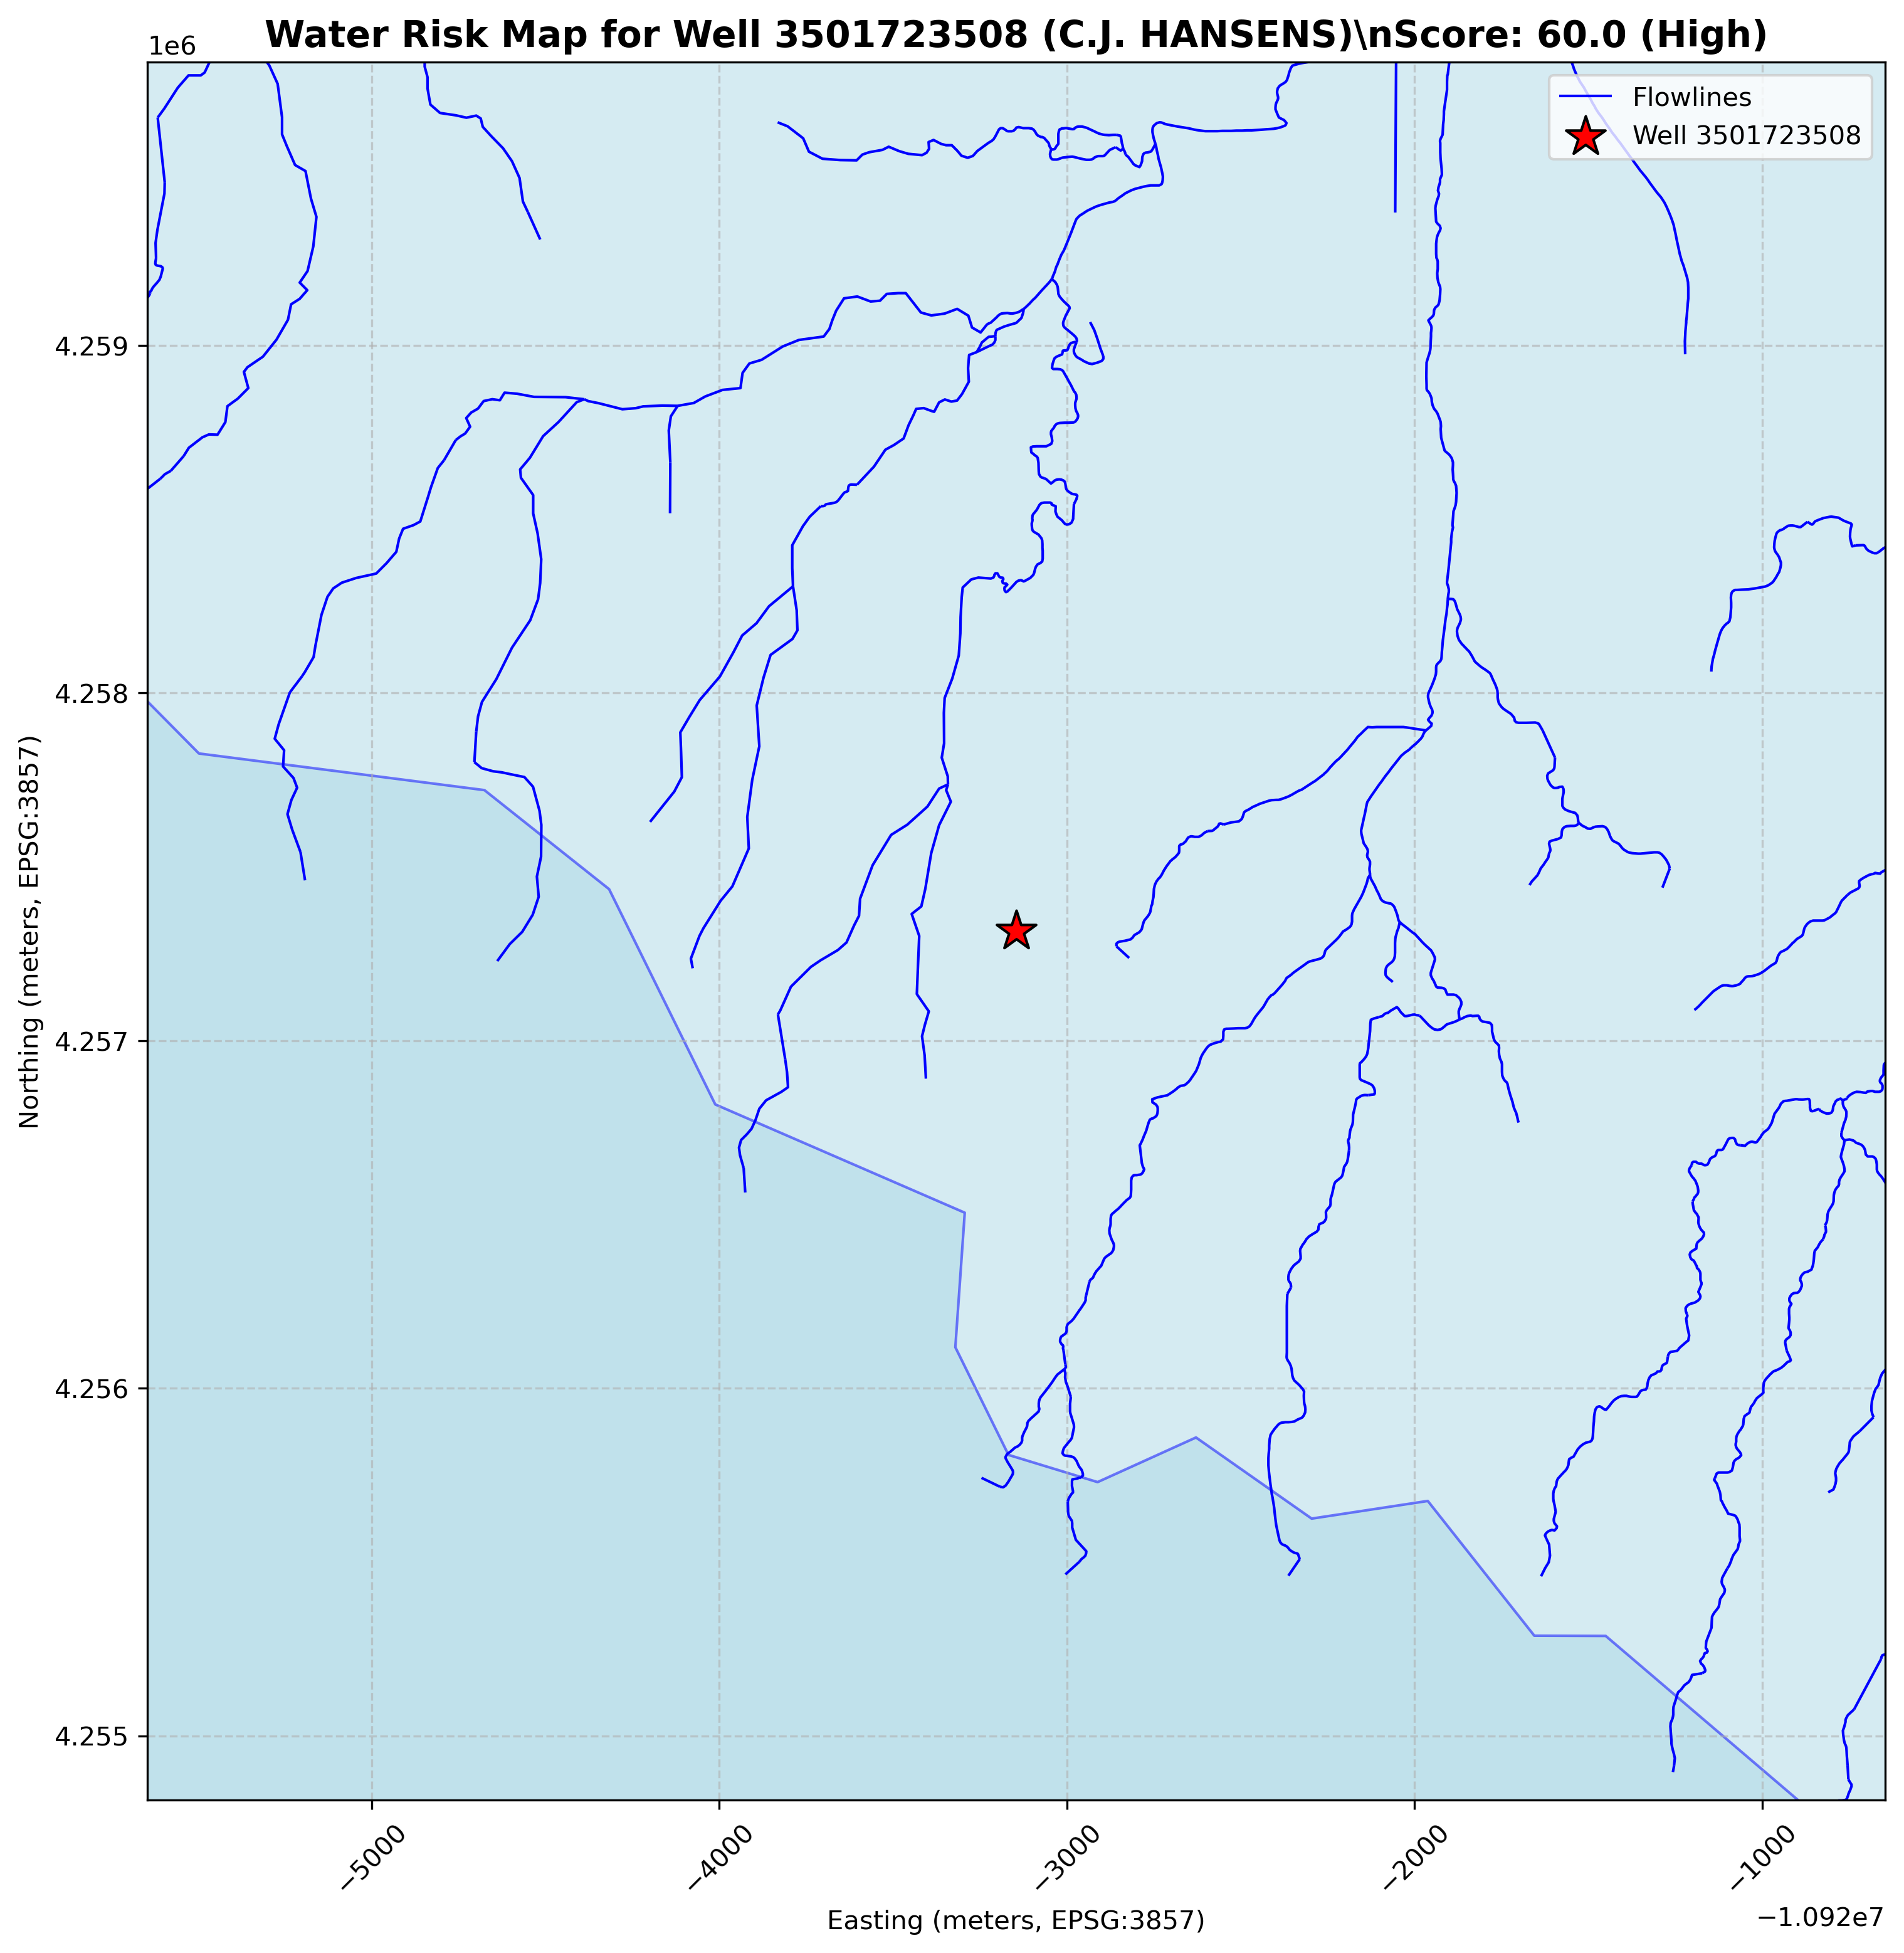 Water Risk Map for Well 3501723508 (C.J. HANSENS)\nScore: 60.0 (High)
1e6
Flowlines
Well 3501723508
4.259
4.258
4.257
4.256
4.255
Northing (meters, EPSG:3857)
−5000
−4000
−3000
−2000
−1000
Easting (meters, EPSG:3857)
−1.092e7